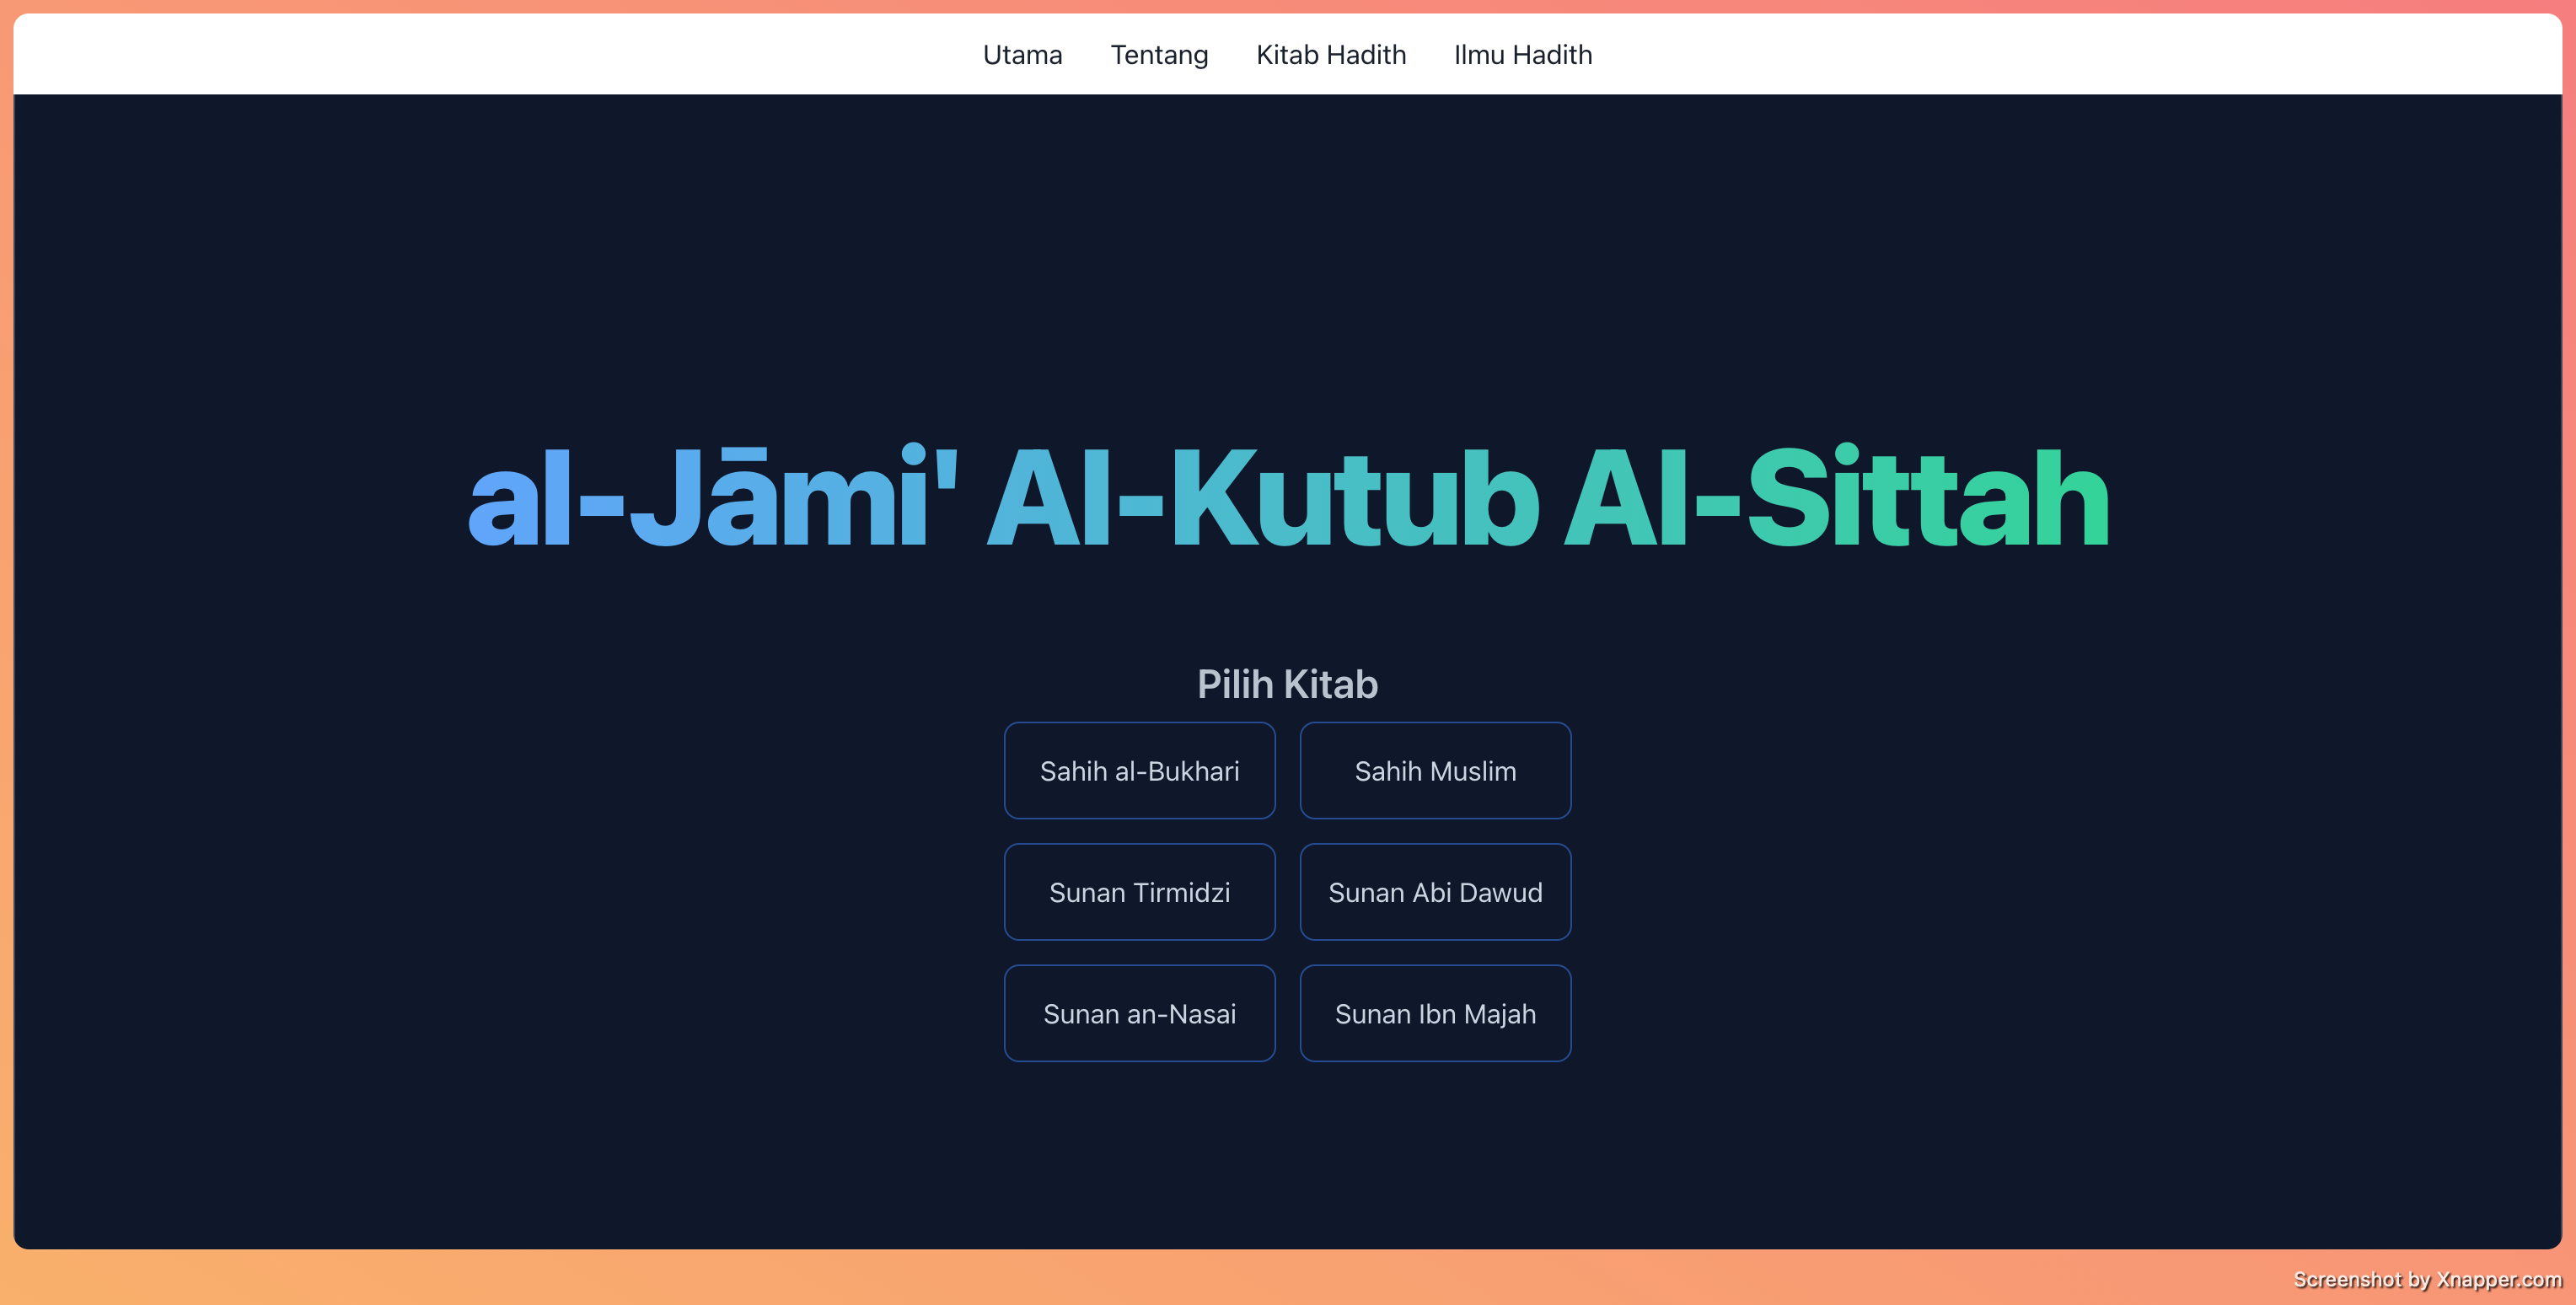 Utama Tentang Kitab Hadith Ilmu Hadith
al-Jāmi' Al-Kutub Al-Sittah
Pilih Kitab
Sahih al-Bukhari Sahih Muslim
Sunan Tirmidzi Sunan Abi Dawud
Sunan an-Nasai Sunan Ibn Majah
Screenshot by Xnapper.com